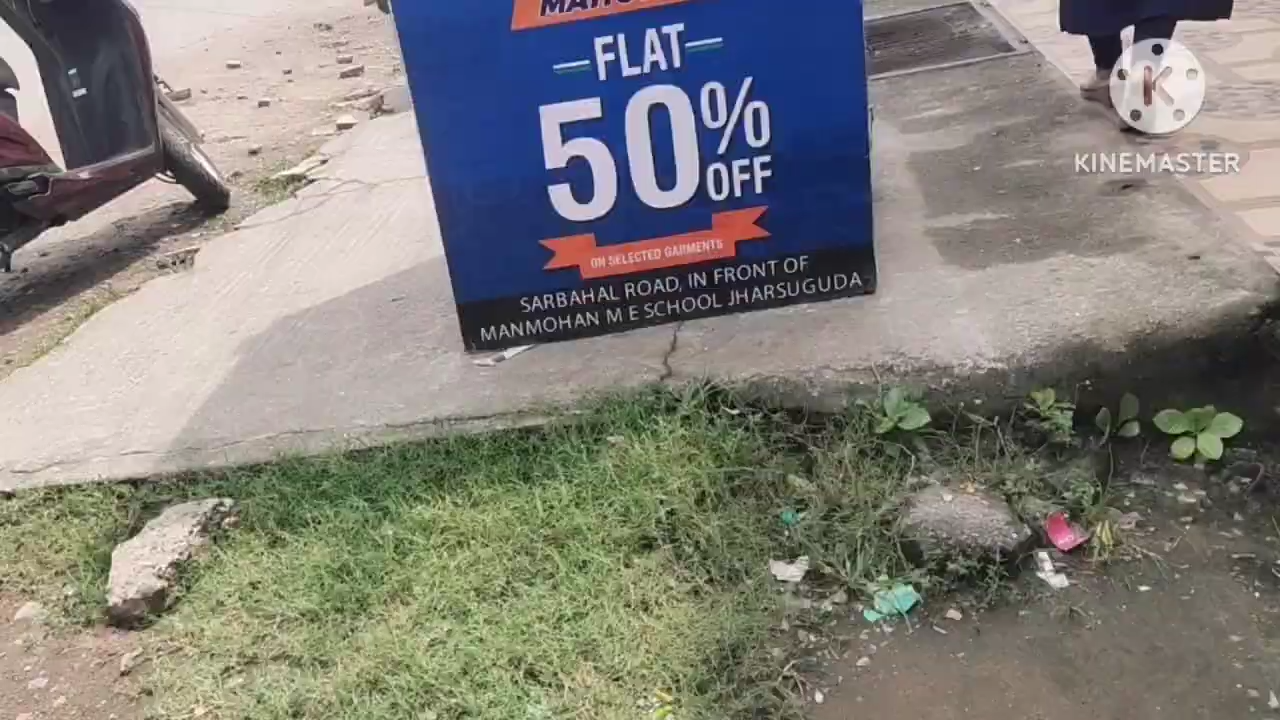 FLAT
50% OFF
ON SELECTED GARMENTS
SARBAHAL ROAD, IN FRONT OF
MANMOHAN M E SCHOOL JHARSUGUDA
K
KINEMASTER